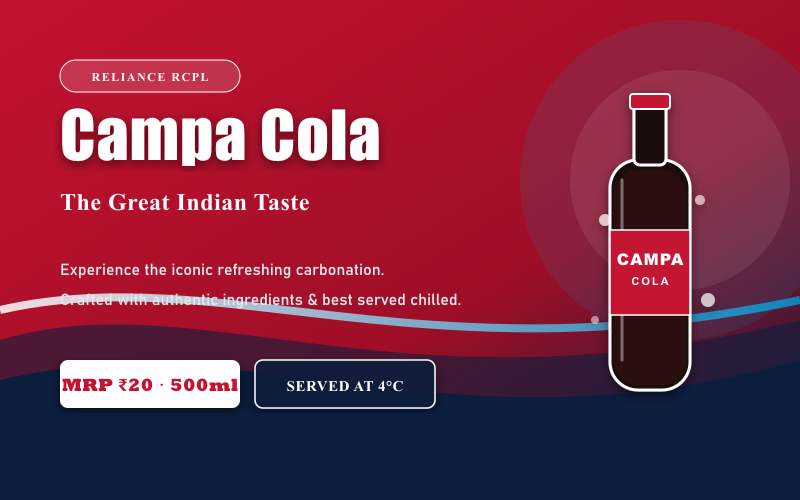 RELIANCE RCPL
Campa Cola
The Great Indian Taste
Experience the iconic refreshing carbonation.
Crafted with authentic ingredients & best served chilled.
MRP ₹20 · 500ml
SERVED AT 4°C
CAMPA
COLA